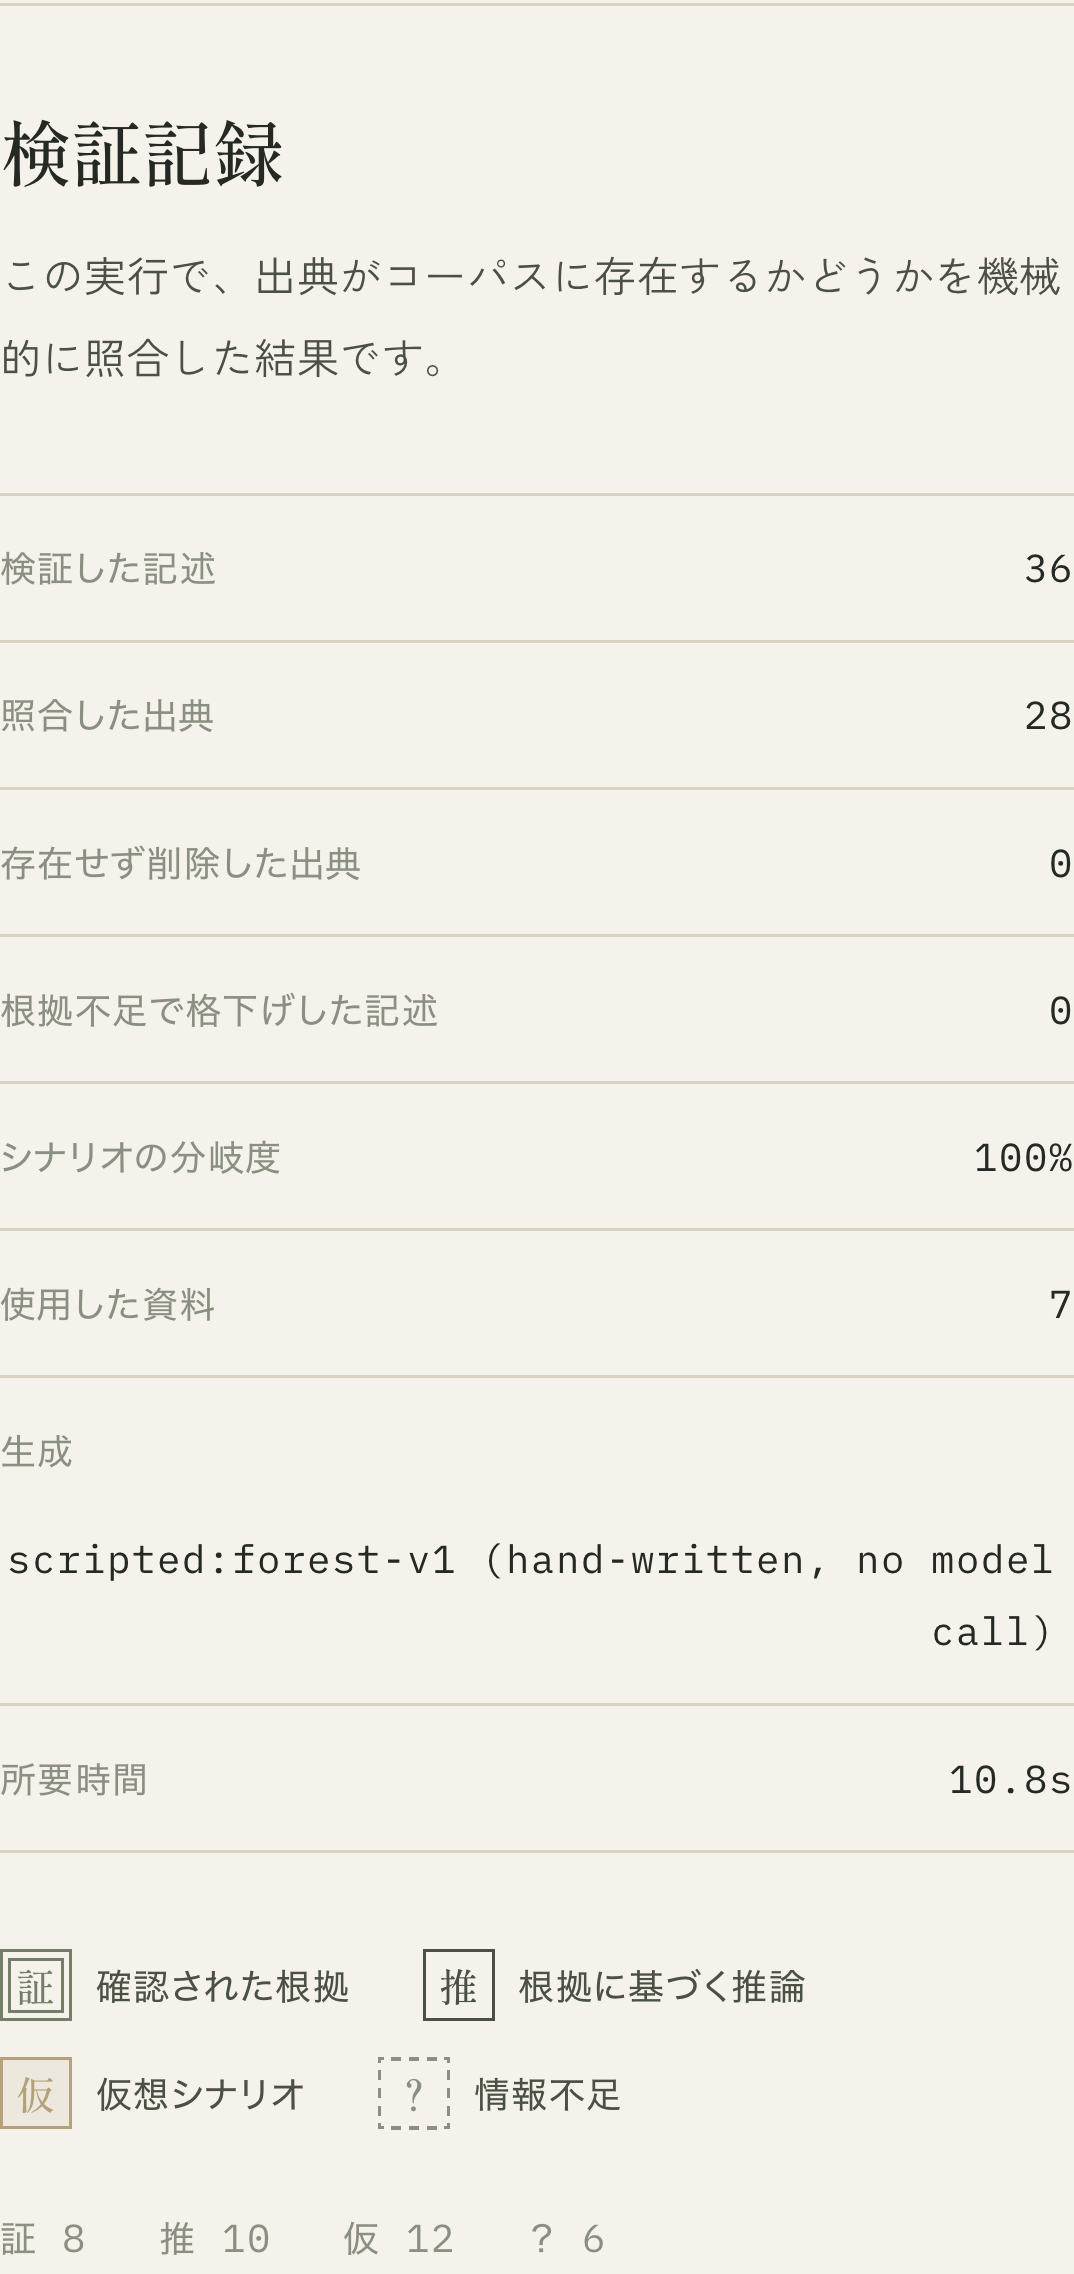 検証記録
この実行で、出典がコーパスに存在するかどうかを機械
的に照合した結果です。
検証した記述 36
照合した出典 28
存在せず削除した出典 0
根拠不足で格下げした記述 0
シナリオの分岐度 100%
使用した資料 7
生成
scripted:forest-v1 (hand-written, no model
call)
所要時間 10.8s
証 確認された根拠 推 根拠に基づく推論
仮 仮想シナリオ ? 情報不足
証 8 推 10 仮 12 ? 6